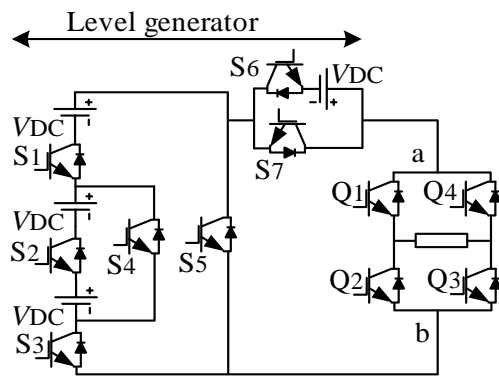 Level generator
S6
VDC
S7
VDC
S1
VDC
S2
S4
S5
VDC
S3
a
Q1
Q4
Q2
Q3
b